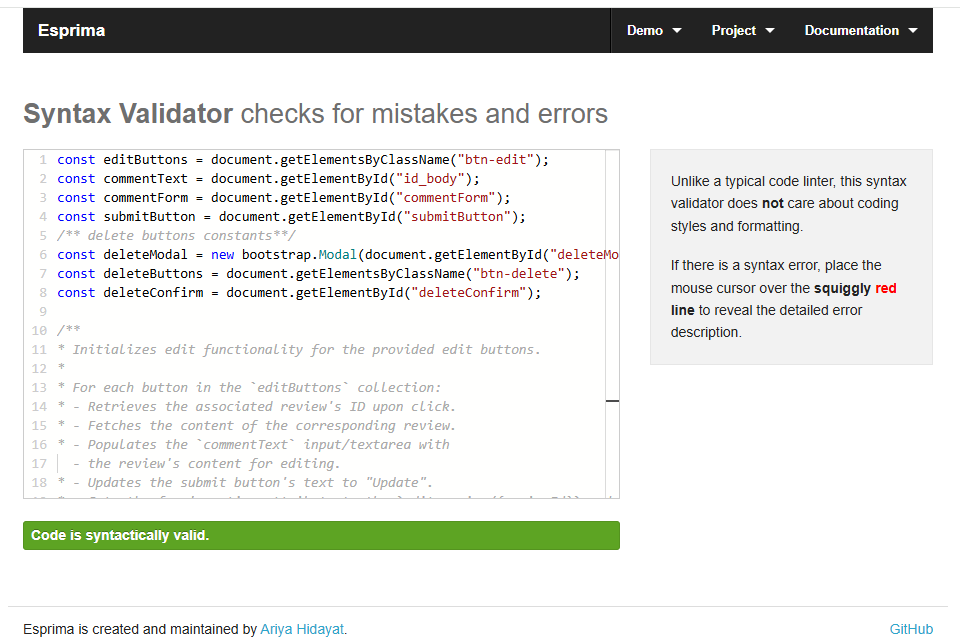 Esprima
Demo Project Documentation
Syntax Validator checks for mistakes and errors
1 const editButtons = document.getElementsByClassName("btn-edit");
2 const commentText = document.getElementById("id_body");
3 const commentForm = document.getElementById("commentForm");
4 const submitButton = document.getElementById("submitButton");
5 /** delete buttons constants**/
6 const deleteModal = new bootstrap.Modal(document.getElementById("deleteMo
7 const deleteButtons = document.getElementsByClassName("btn-delete");
8 const deleteConfirm = document.getElementById("deleteConfirm");
9
10 /**
11 * Initializes edit functionality for the provided edit buttons.
12 *
13 * For each button in the `editButtons` collection:
14 * - Retrieves the associated review's ID upon click.
15 * - Fetches the content of the corresponding review.
16 * - Populates the `commentText` input/textarea with
17   - the review's content for editing.
18 * - Updates the submit button's text to "Update".
Unlike a typical code linter, this syntax
validator does not care about coding
styles and formatting.
If there is a syntax error, place the
mouse cursor over the squiggly red
line to reveal the detailed error
description.
Code is syntactically valid.
Esprima is created and maintained by Ariya Hidayat.
GitHub